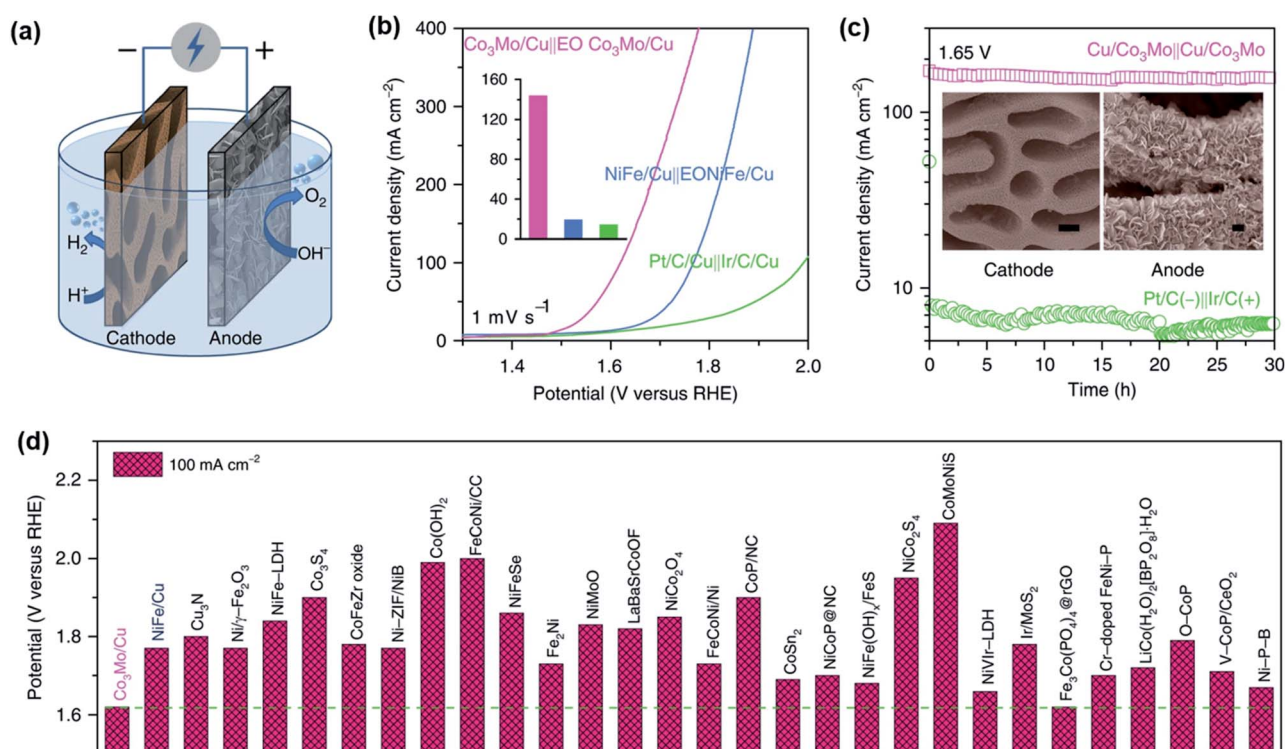 (a)
−
+
H₂
H⁺
O₂
OH⁻
Cathode
Anode
(b)
400
300
200
100
0
Current density (mA cm⁻²)
Co₃Mo/Cu||EO Co₃Mo/Cu
160
120
80
40
0
NiFe/Cu||EONiFe/Cu
Pt/C/Cu||Ir/C/Cu
1 mV s⁻¹
1.4
1.6
1.8
2.0
Potential (V versus RHE)
(c)
1.65 V
Cu/Co₃Mo||Cu/Co₃Mo
100
10
Current density (mA cm⁻²)
Cathode
Anode
Pt/C(−)||Ir/C(+)
0
5
10
15
20
25
30
Time (h)
(d)
100 mA cm⁻²
2.2
2.0
1.8
1.6
Potential (V versus RHE)
Co₃Mo/Cu
NiFe/Cu
Cu₃N
Ni/γ–Fe₂O₃
NiFe–LDH
Co₃S₄
CoFeZr oxide
Ni–ZIF/NiB
Co(OH)₂
FeCoNi/CC
NiFeSe
Fe₂Ni
NiMoO
LaBaSrCoOF
NiCo₂O₄
FeCoNi/Ni
CoP/NC
CoSn₂
NiCoP@NC
NiFe(OH)ₓ/FeS
NiCo₂S₄
CoMoNiS
NiVIr–LDH
Ir/MoS₂
Fe₃Co(PO₄)₄@rGO
Cr–doped FeNi–P
LiCo(H₂O)₂[BP₂O₈]·H₂O
O–CoP
V–CoP/CeO₂
Ni–P–B